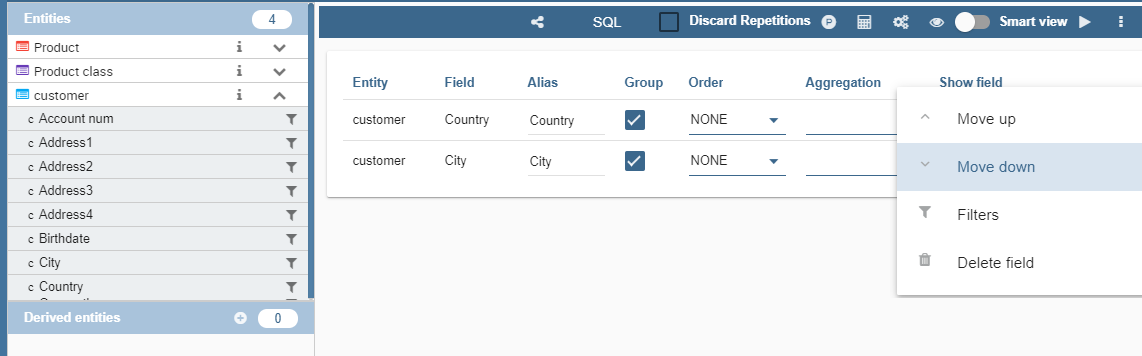 Entities 4
Product
Product class
customer
c Account num
c Address1
c Address2
c Address3
c Address4
c Birthdate
c City
c Country
Derived entities 0
SQL Discard Repetitions P Smart view
Entity Field Alias Group Order Aggregation Show field
customer Country Country NONE
customer City City NONE
Move up
Move down
Filters
Delete field